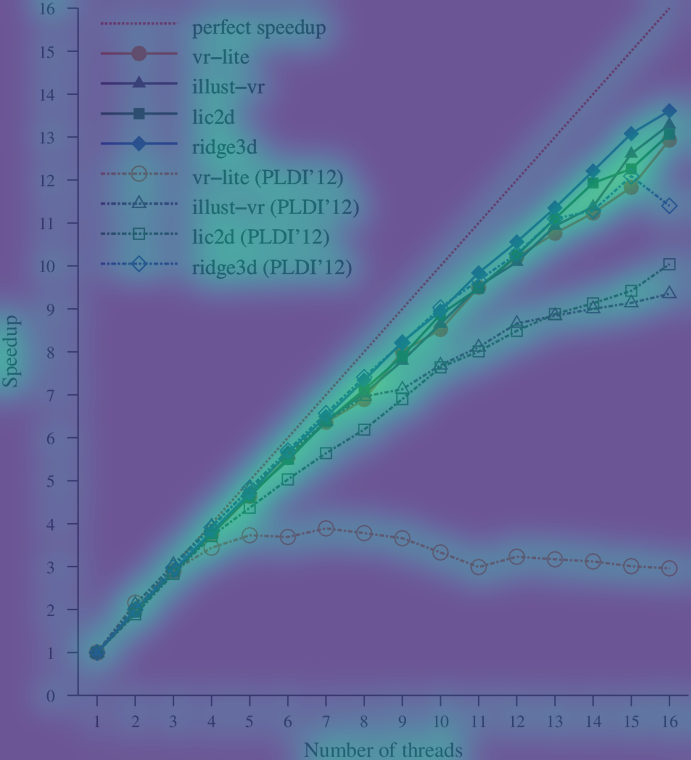 16
15
14
13
12
11
10
9
8
7
6
5
4
3
2
1
0
Speedup
perfect speedup
vr–lite
illust–vr
lic2d
ridge3d
vr–lite (PLDI'12)
illust–vr (PLDI'12)
lic2d (PLDI'12)
ridge3d (PLDI'12)
1 2 3 4 5 6 7 8 9 10 11 12 13 14 15 16
Number of threads